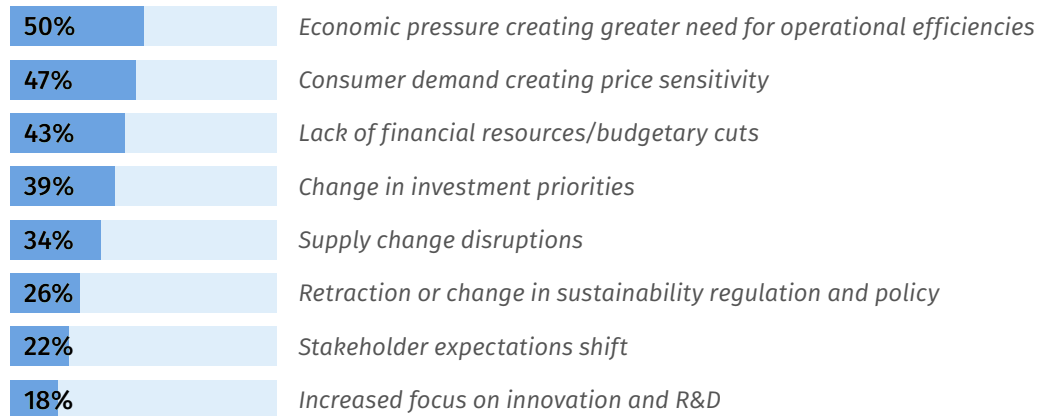 50% Economic pressure creating greater need for operational efficiencies
47% Consumer demand creating price sensitivity
43% Lack of financial resources/budgetary cuts
39% Change in investment priorities
34% Supply change disruptions
26% Retraction or change in sustainability regulation and policy
22% Stakeholder expectations shift
18% Increased focus on innovation and R&D